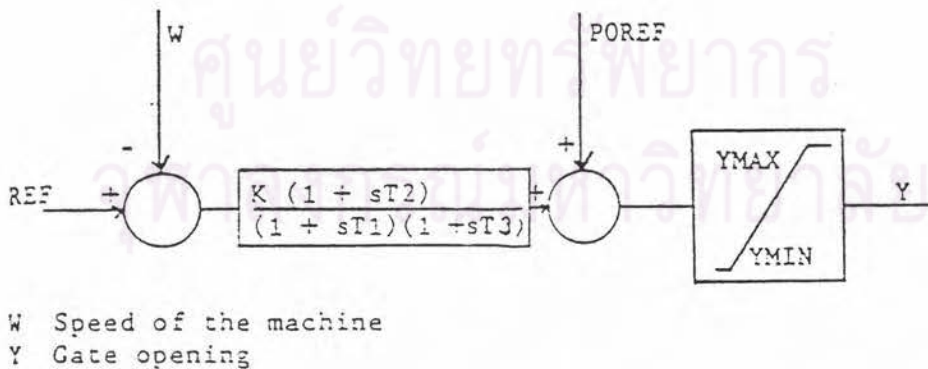 W
POREF
ศูนย์วิทยทรัพยากร
-
+
YMAX
จุฬาลงกรณ์มหาวิทยาลัย
REF
+
K (1 + sT2)
+
Y
(1 + sT1)(1 +sT3)
YMIN
W Speed of the machine
Y Gate opening